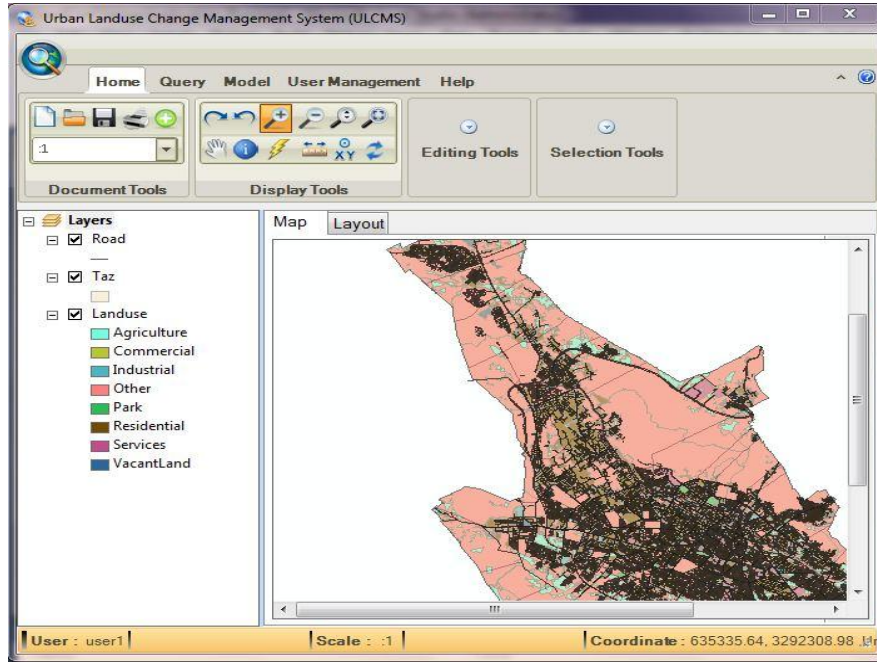 Urban Landuse Change Management System (ULCMS)
Home Query Model User Management Help
:1
XY
Document Tools
Display Tools
Editing Tools
Selection Tools
Layers
Road
Taz
Landuse
Agriculture
Commercial
Industrial
Other
Park
Residential
Services
VacantLand
Map Layout
User : user1 Scale : :1 Coordinate : 635335.64, 3292308.98